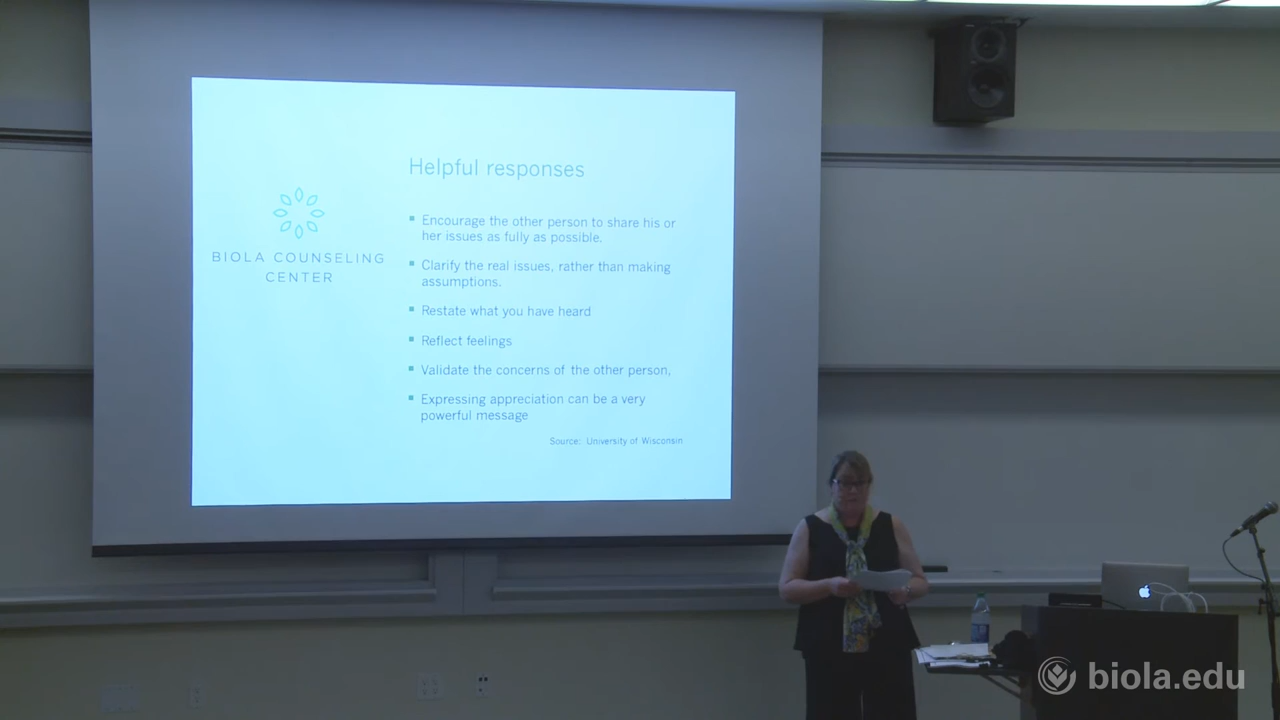 Helpful responses
BIOLA COUNSELING
CENTER
Encourage the other person to share his or
her issues as fully as possible.
Clarify the real issues, rather than making
assumptions.
Restate what you have heard
Reflect feelings
Validate the concerns of the other person,
Expressing appreciation can be a very
powerful message
Source: University of Wisconsin
biola.edu